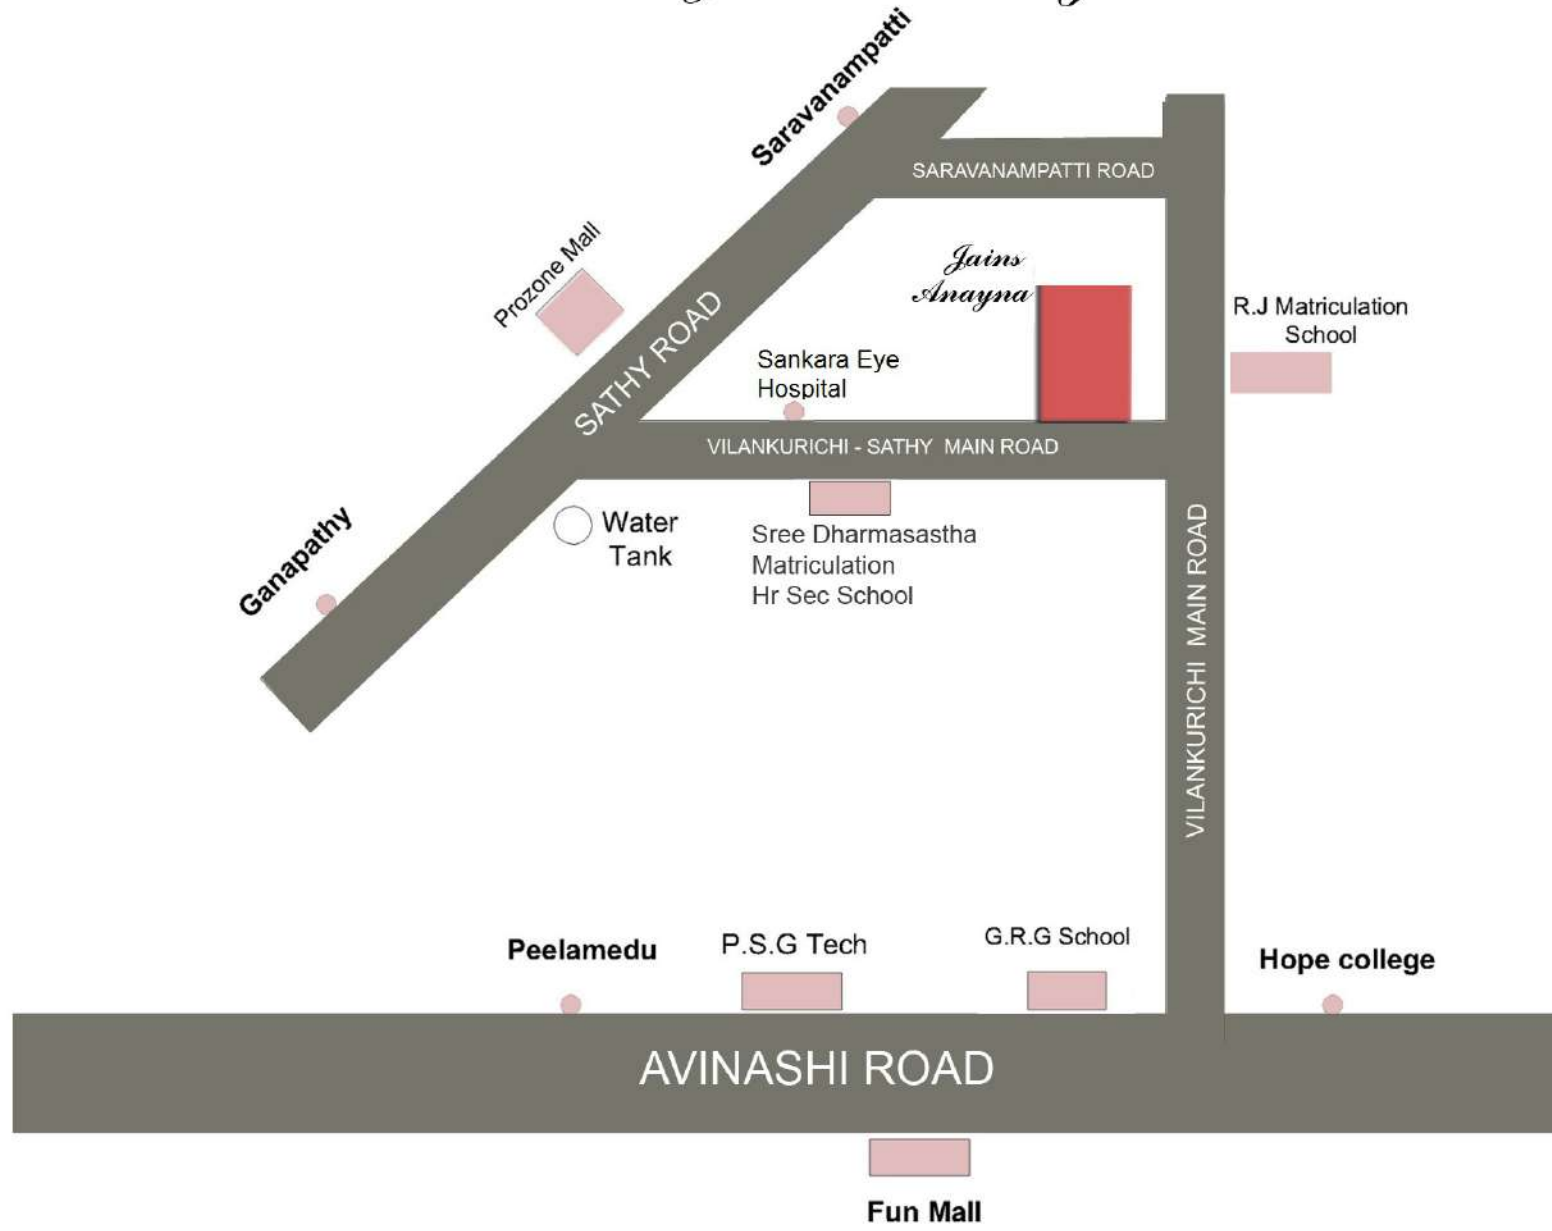 Saravanampatti
SARAVANAMPATTI ROAD
Prozone Mall
Jains
Anayna
R.J Matriculation
School
SATHY ROAD
Sankara Eye
Hospital
VILANKURICHI - SATHY  MAIN ROAD
Ganapathy
Water
Tank
Sree Dharmasastha
Matriculation
Hr Sec School
VILANKURICHI  MAIN ROAD
Peelamedu
P.S.G Tech
G.R.G School
Hope college
AVINASHI ROAD
Fun Mall